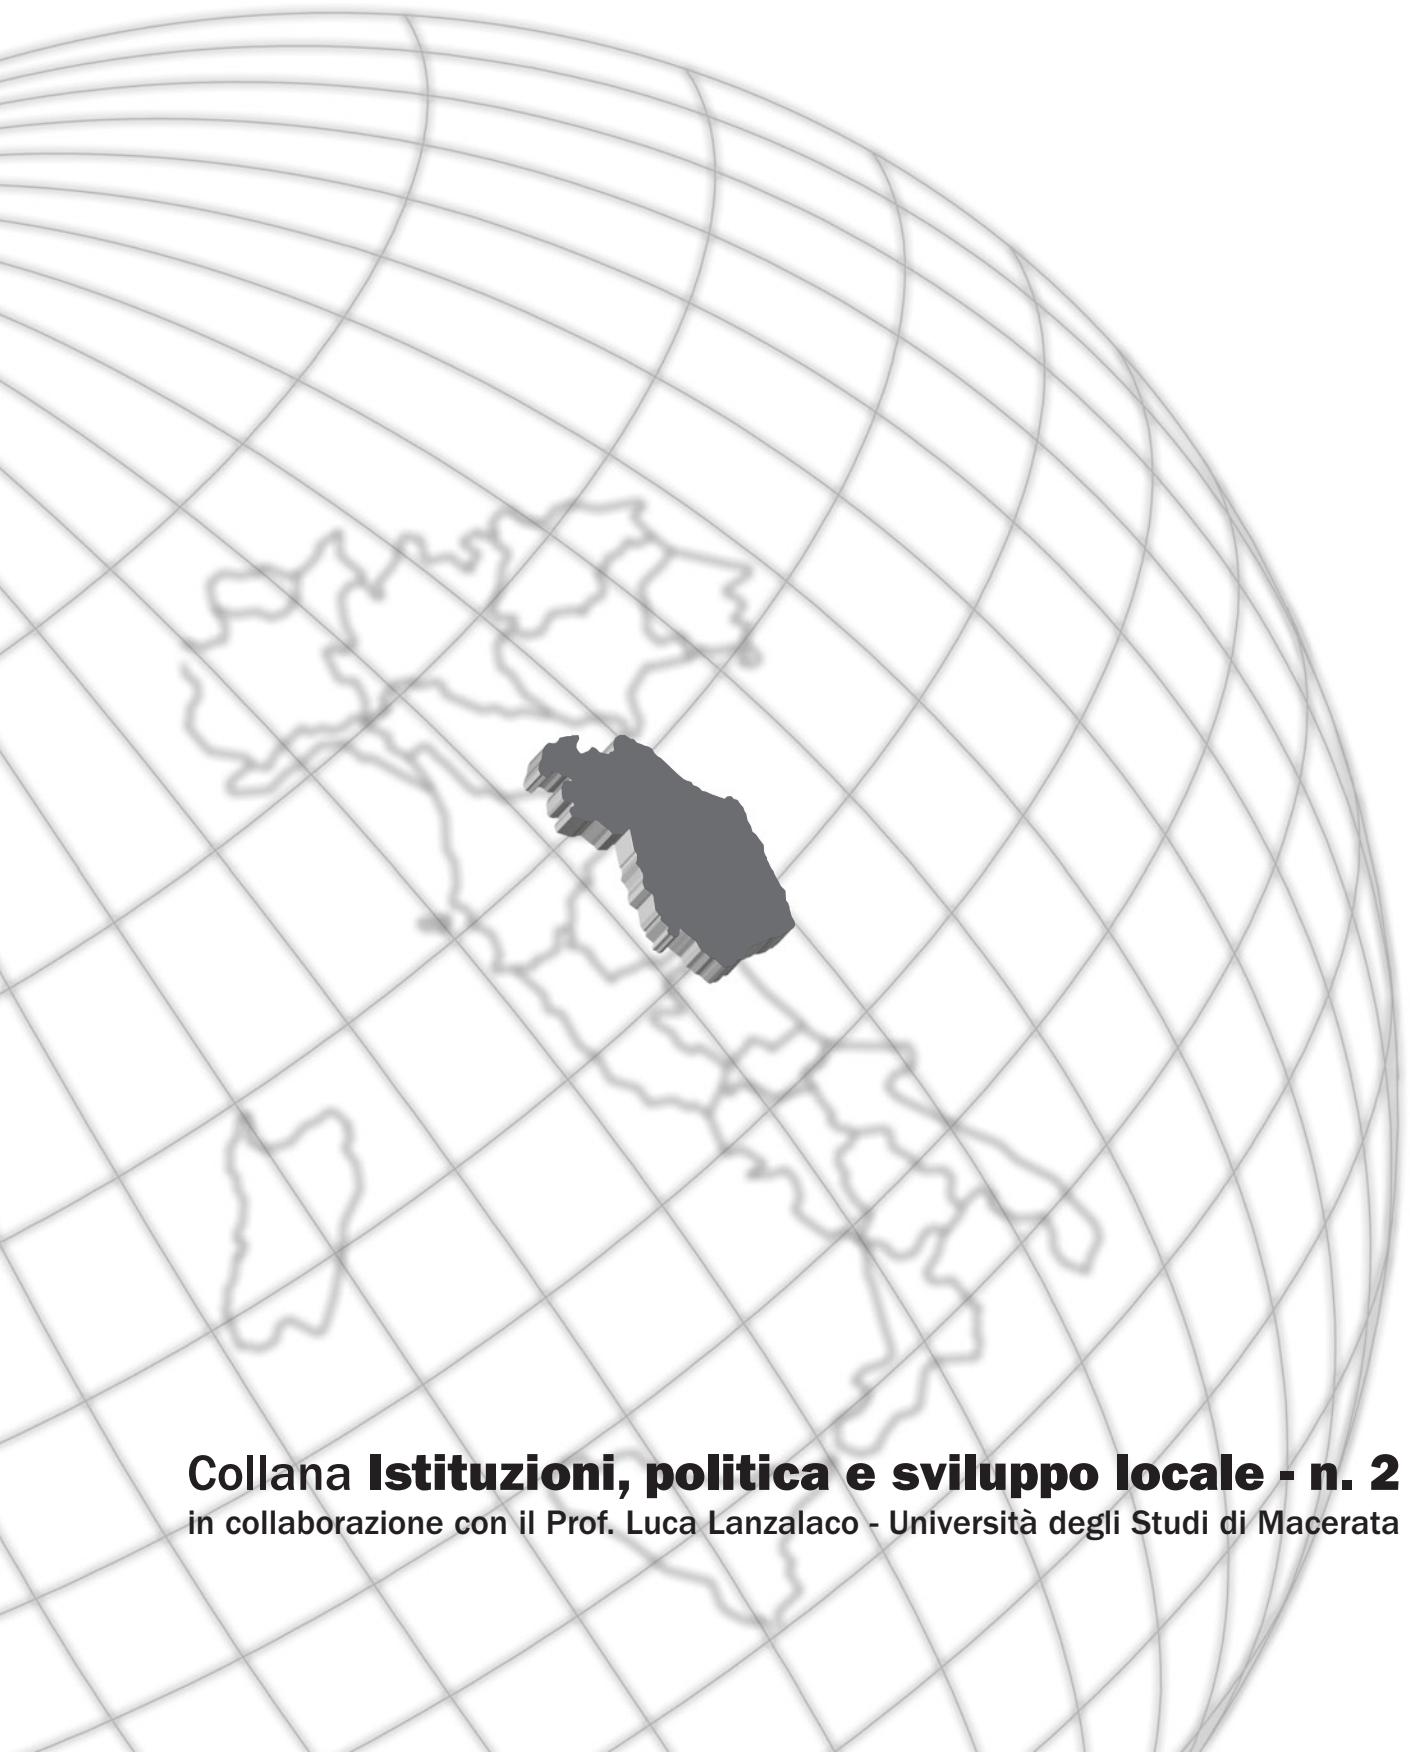 Collana Istituzioni, politica e sviluppo locale - n. 2
in collaborazione con il Prof. Luca Lanzalaco - Università degli Studi di Macerata